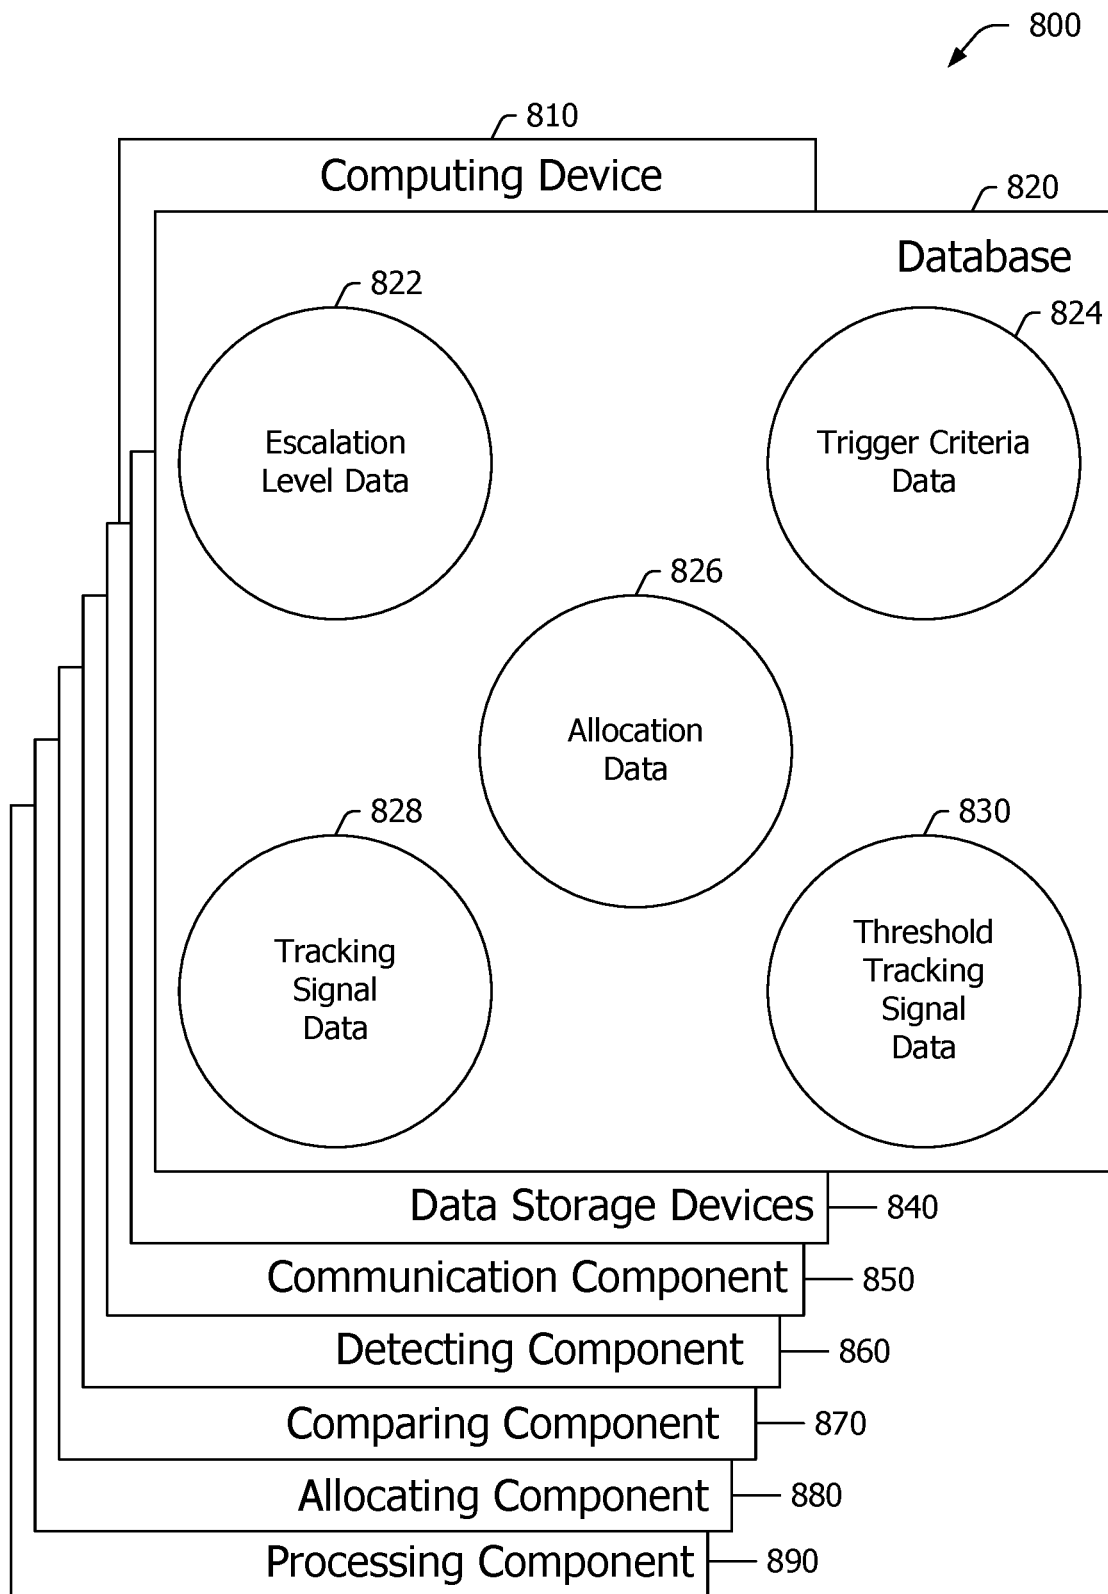 800
810
Computing Device
820
Database
822
824
Escalation
Level Data
Trigger Criteria
Data
826
Allocation
Data
828
830
Tracking
Signal
Data
Threshold
Tracking
Signal
Data
Data Storage Devices 840
Communication Component 850
Detecting Component 860
Comparing Component 870
Allocating Component 880
Processing Component 890